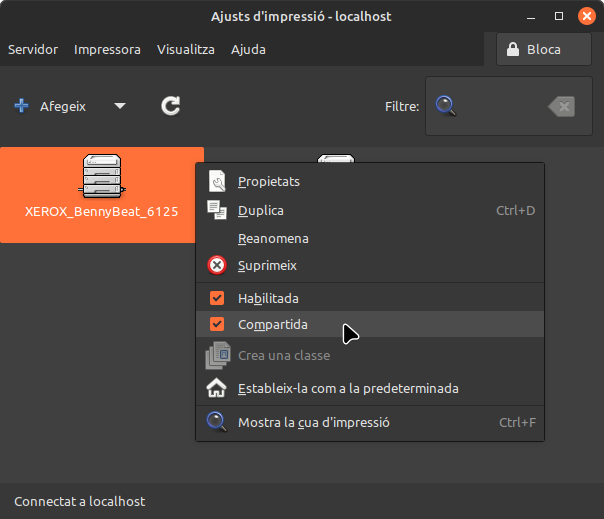 Ajusts d'impressió - localhost
Servidor Impressora Visualitza Ajuda Bloca
Afegeix Filtre:
XEROX_BennyBeat_6125
Propietats
Duplica Ctrl+D
Reanomena
Suprimeix
Habilitada
Compartida
Crea una classe
Estableix-la com a la predeterminada
Mostra la cua d'impressió Ctrl+F
Connectat a localhost